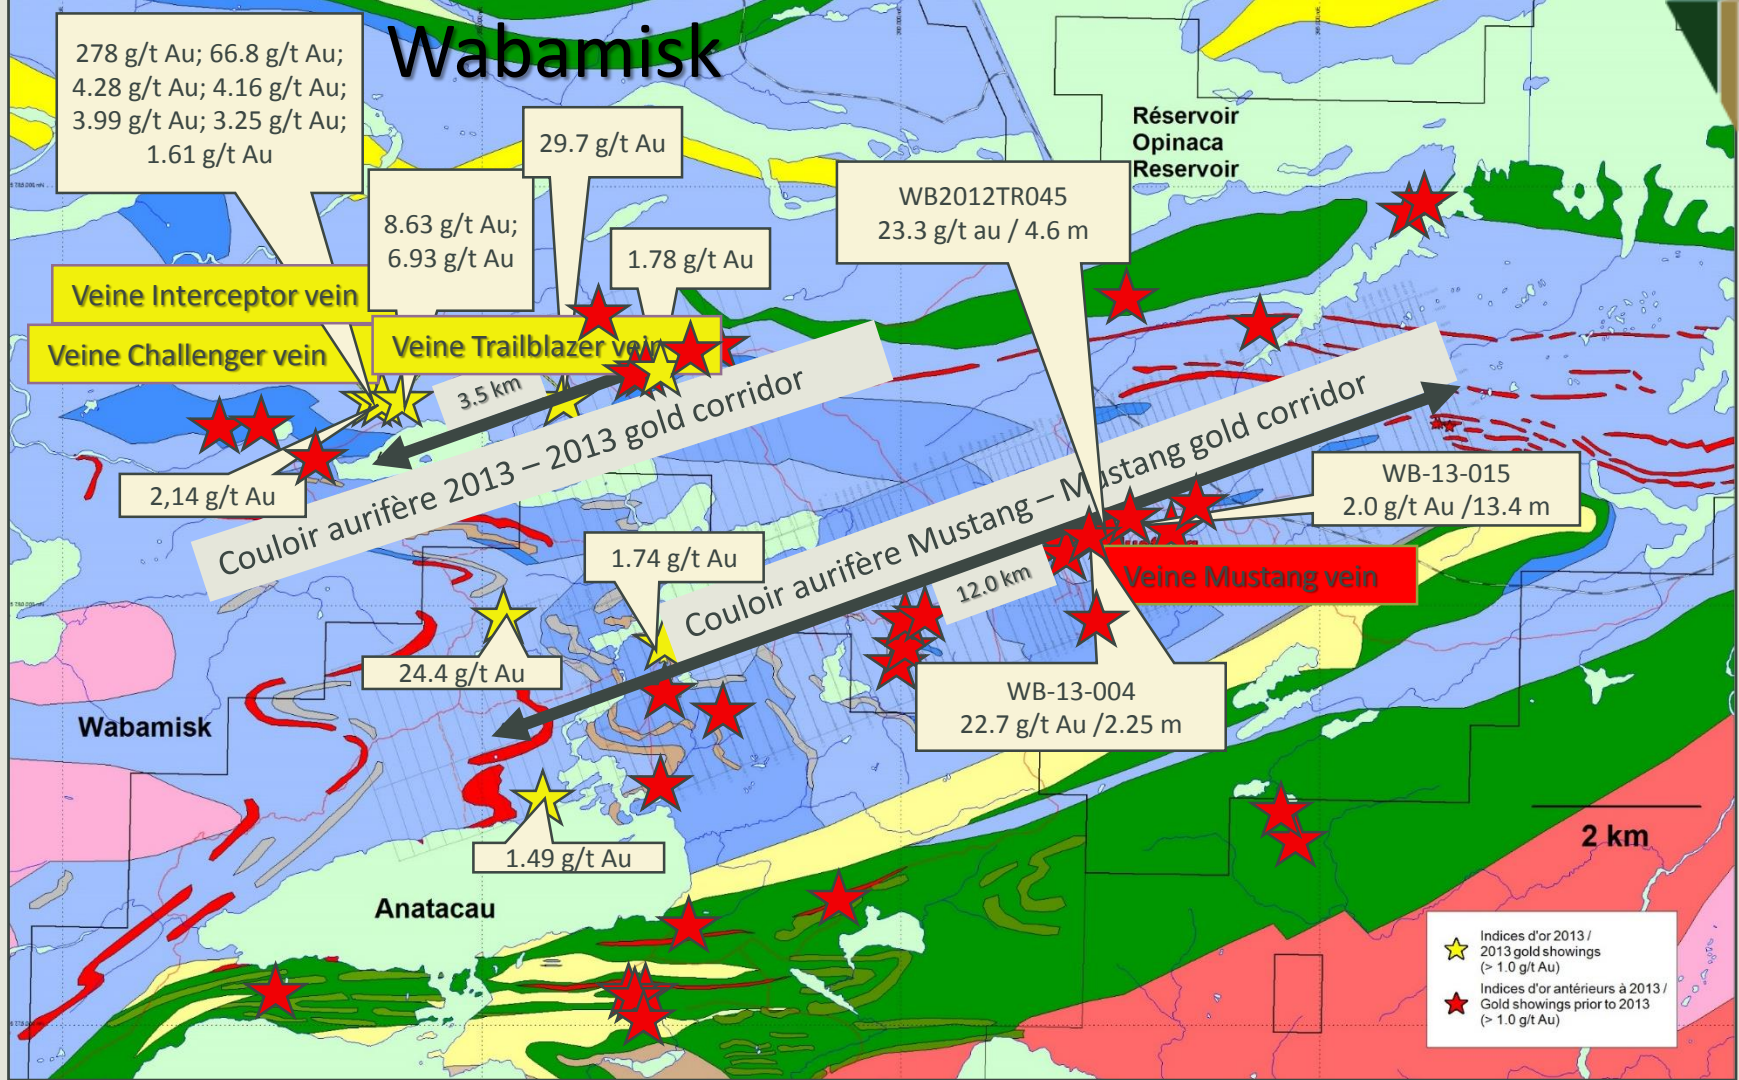 Wabamisk
278 g/t Au; 66.8 g/t Au;
4.28 g/t Au; 4.16 g/t Au;
3.99 g/t Au; 3.25 g/t Au;
1.61 g/t Au
29.7 g/t Au
8.63 g/t Au;
6.93 g/t Au
1.78 g/t Au
WB2012TR045
23.3 g/t au / 4.6 m
Réservoir
Opinaca
Reservoir
Veine Interceptor vein
Veine Challenger vein
Veine Trailblazer vein
3.5 km
2,14 g/t Au
Couloir aurifère 2013 – 2013 gold corridor
Couloir aurifère Mustang – Mustang gold corridor
12.0 km
WB-13-015
2.0 g/t Au /13.4 m
Veine Mustang vein
1.74 g/t Au
24.4 g/t Au
WB-13-004
22.7 g/t Au /2.25 m
Wabamisk
1.49 g/t Au
Anatacau
2 km
Indices d'or 2013 /
2013 gold showings
(> 1.0 g/t Au)
Indices d'or antérieurs à 2013 /
Gold showings prior to 2013
(> 1.0 g/t Au)